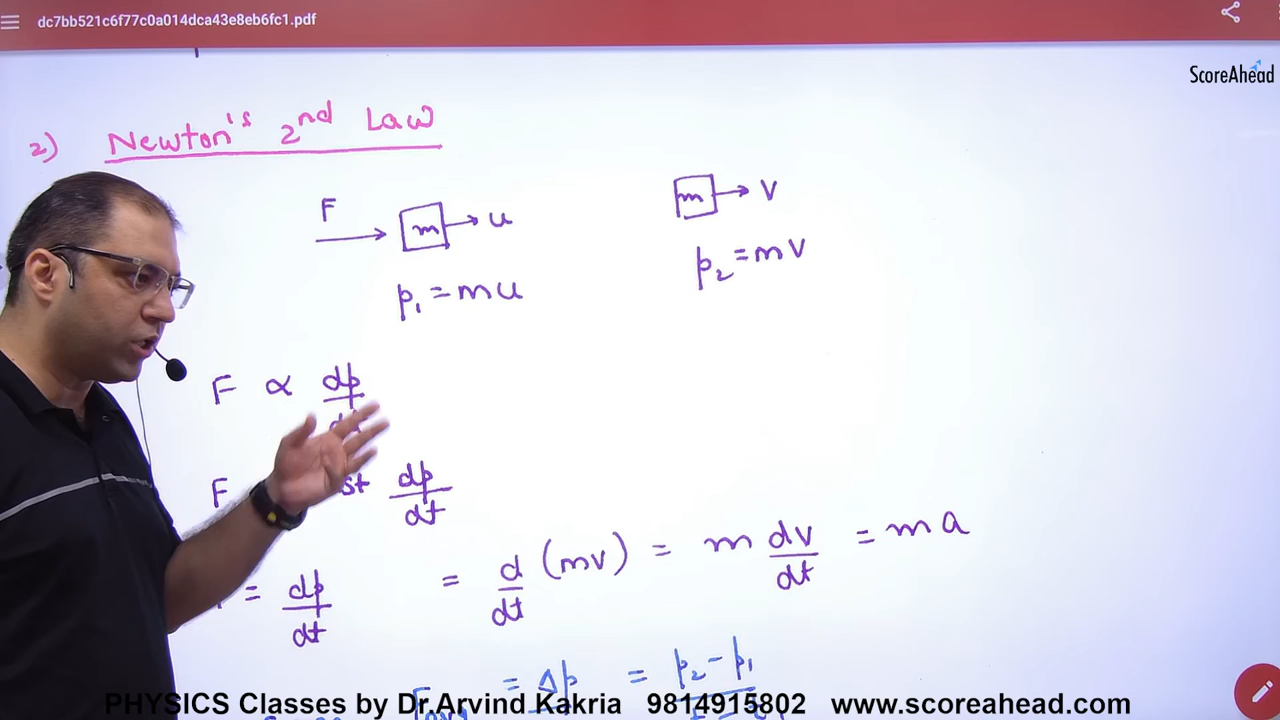 dc7bb521c6f77c0a014dca43e8eb6fc1.pdf
ScoreAhead
2) Newton's 2nd Law
F → m → u
m → v
p₁ = mu
p₂ = mv
F ∝ dp/dt
F dp/dt
= dp/dt = d/dt (mv) = m dv/dt = ma
= Δp = p₂ - p₁
PHYSICS Classes by Dr.Arvind Kakria 9814915802 www.scoreahead.com